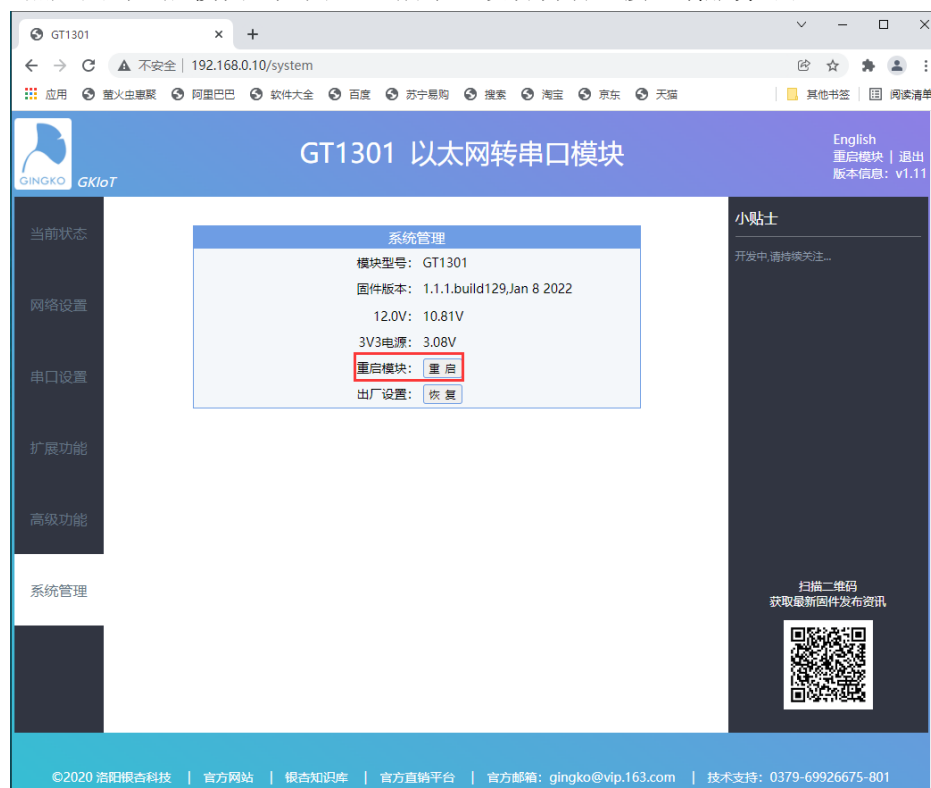 GT1301
不安全 | 192.168.0.10/system
应用 萤火虫惠聚 阿里巴巴 软件大全 百度 苏宁易购 搜索 淘宝 京东 天猫 其他书签 阅读清单
GINGKO GKIoT
GT1301 以太网转串口模块
English
重启模块 | 退出
版本信息: v1.11
当前状态
网络设置
串口设置
扩展功能
高级功能
系统管理
系统管理
模块型号: GT1301
固件版本: 1.1.1.build129,Jan 8 2022
12.0V: 10.81V
3V3电源: 3.08V
重启模块: 重 启
出厂设置: 恢 复
小贴士
开发中,请持续关注...
扫描二维码
获取最新固件发布资讯
©2020 洛阳银杏科技 | 官方网站 | 银杏知识库 | 官方直销平台 | 官方邮箱: gingko@vip.163.com | 技术支持: 0379-69926675-801